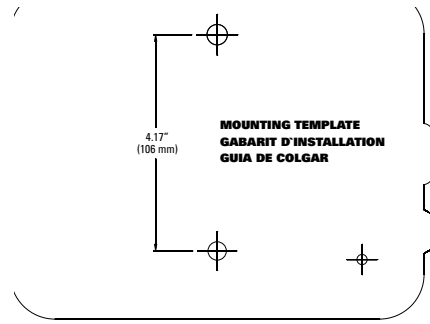 4.17"
(106 mm)
MOUNTING TEMPLATE
GABARIT D`INSTALLATION
GUIA DE COLGAR